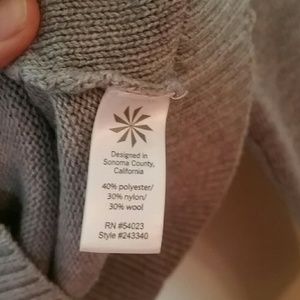 Designed in
Sonoma County,
California
40% polyester/
30% nylon/
30% wool
RN #54023
Style #243340